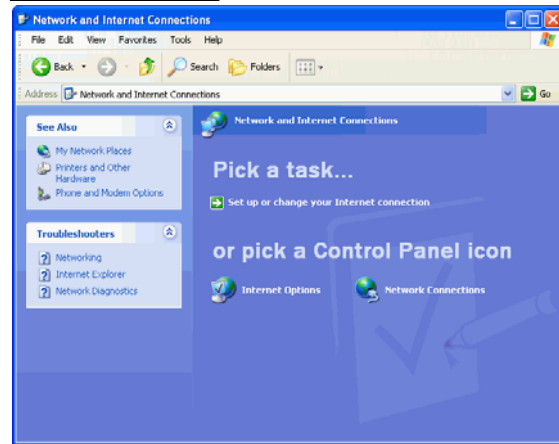 Network and Internet Connections
File Edit View Favorites Tools Help
Back Search Folders
Address Network and Internet Connections Go
See Also
My Network Places
Printers and Other
Hardware
Phone and Modem Options
Troubleshooters
Networking
Internet Explorer
Network Diagnostics
Network and Internet Connections
Pick a task...
Set up or change your Internet connection
or pick a Control Panel icon
Internet Options Network Connections